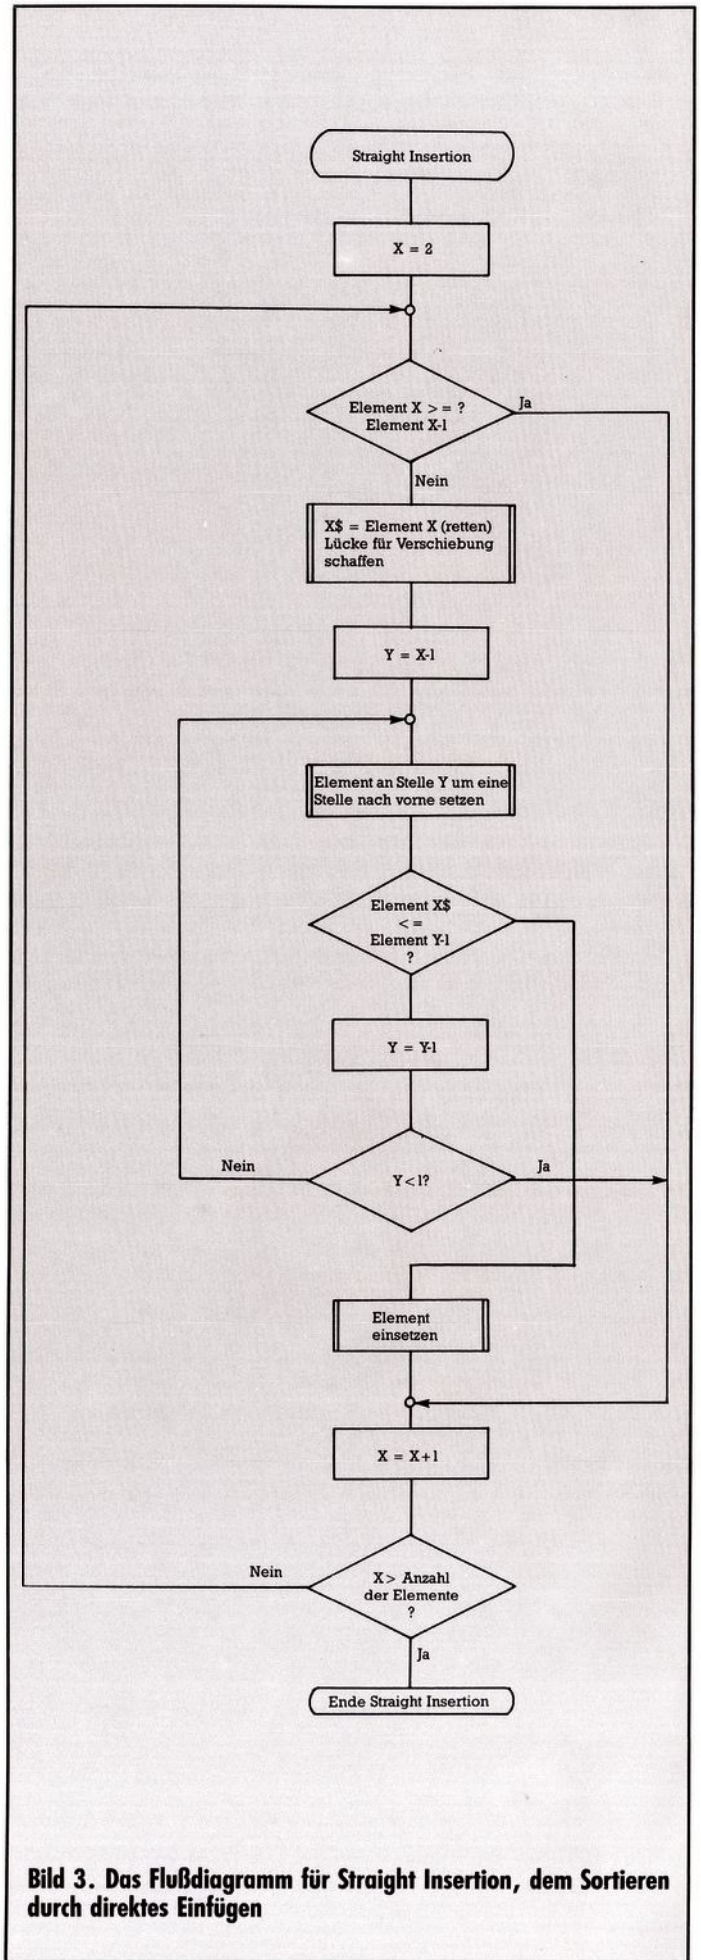 Straight Insertion
X = 2
Element X > = ?
Element X-1
Ja
Nein
X$ = Element X (retten)
Lücke für Verschiebung
schaffen
Y = X-1
Element an Stelle Y um eine
Stelle nach vorne setzen
Element X$
< =
Element Y-1
?
Y = Y-1
Nein
Y < 1?
Ja
Element
einsetzen
X = X+1
Nein
X > Anzahl
der Elemente
?
Ja
Ende Straight Insertion
Bild 3. Das Flußdiagramm für Straight Insertion, dem Sortieren
durch direktes Einfügen